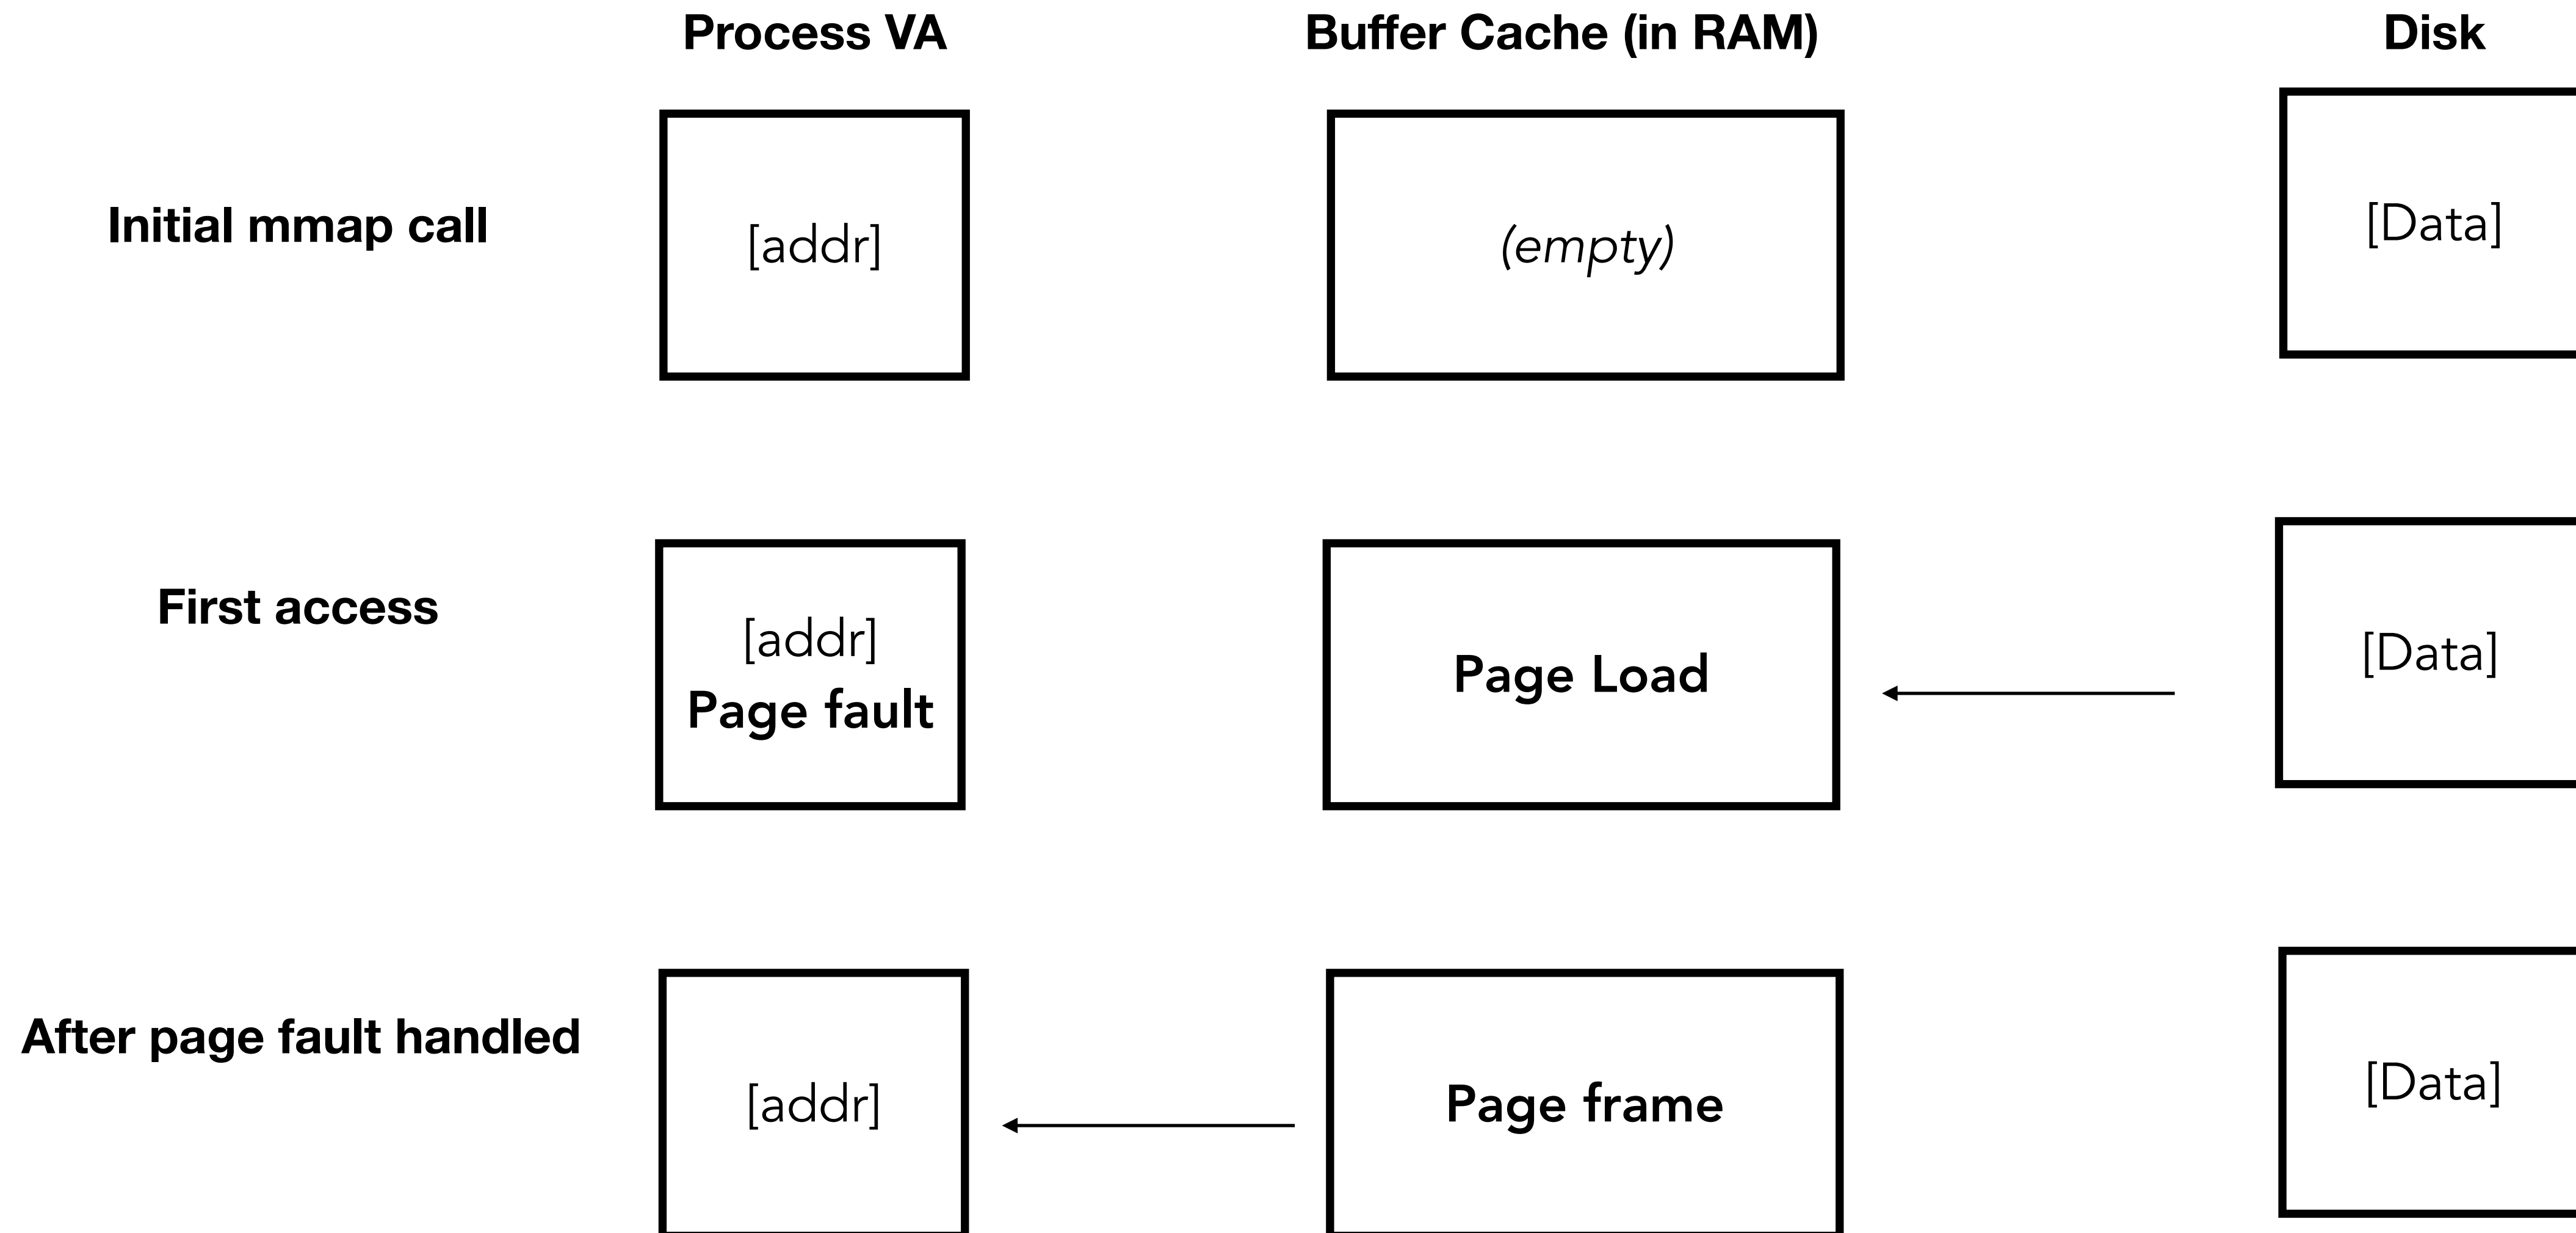 Process VA
Buffer Cache (in RAM)
Disk
Initial mmap call
[addr]
(empty)
[Data]
First access
[addr]
Page fault
Page Load
[Data]
After page fault handled
[addr]
Page frame
[Data]